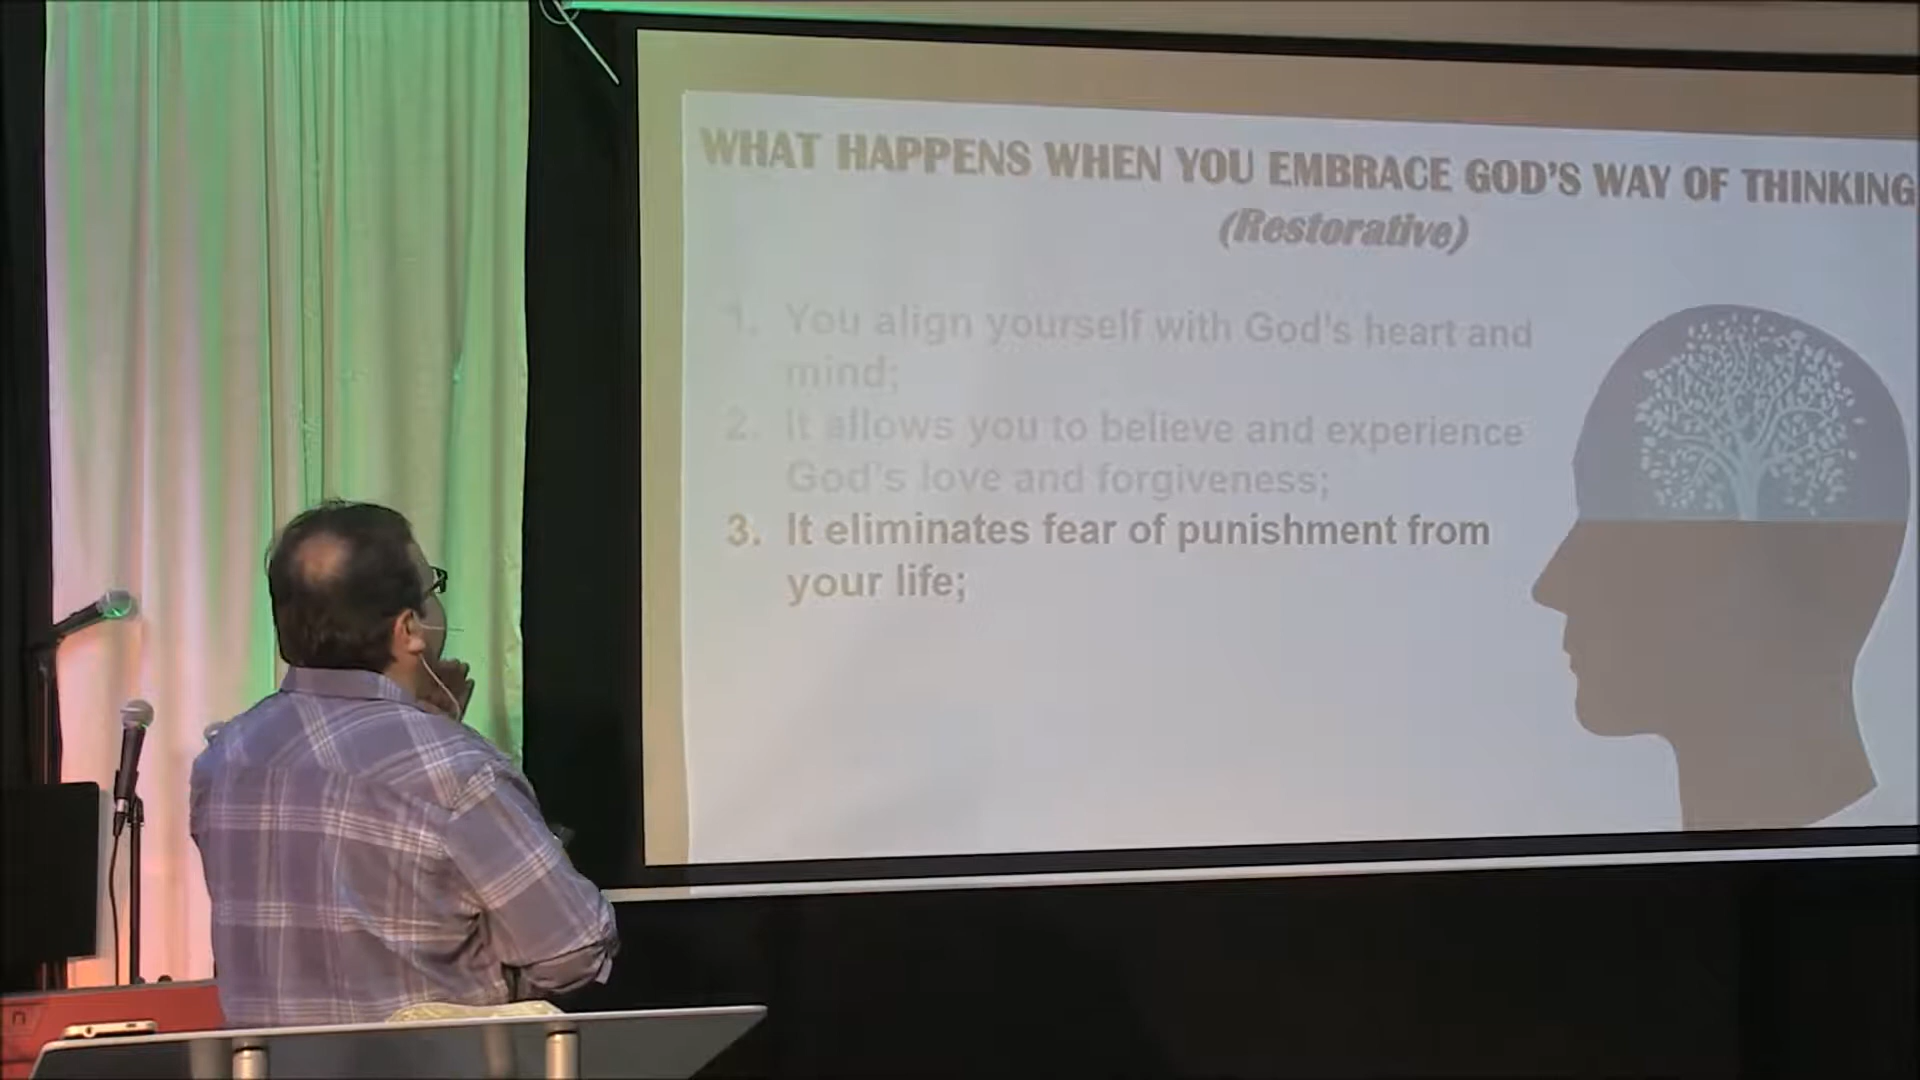 WHAT HAPPENS WHEN YOU EMBRACE GOD'S WAY OF THINKING
(Restorative)
1. You align yourself with God's heart and
mind;
2. It allows you to believe and experience
God's love and forgiveness;
3. It eliminates fear of punishment from
your life;